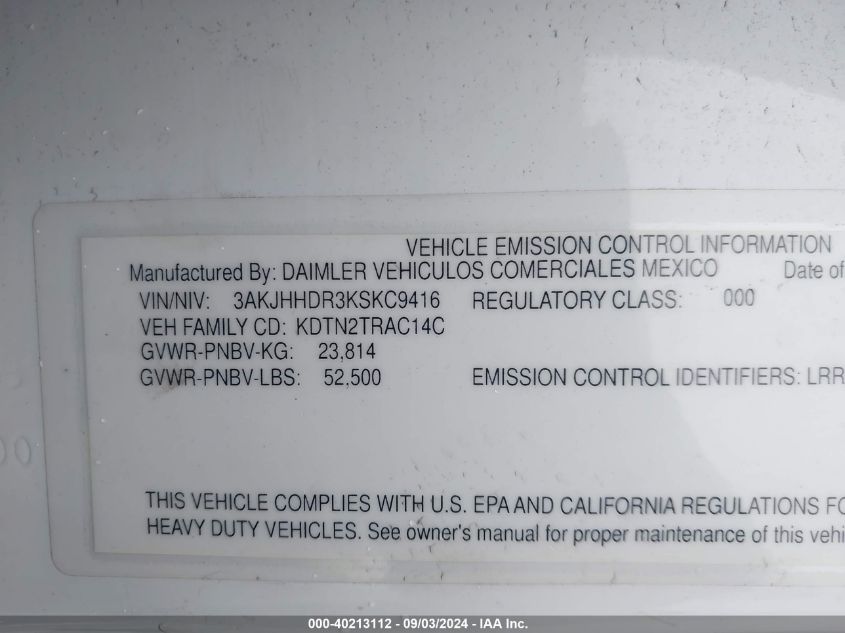 VEHICLE EMISSION CONTROL INFORMATION
Manufactured By: DAIMLER VEHICULOS COMERCIALES MEXICO Date of
VIN/NIV: 3AKJHHDR3KSKC9416 REGULATORY CLASS: 000
VEH FAMILY CD: KDTN2TRAC14C
GVWR-PNBV-KG: 23,814
GVWR-PNBV-LBS: 52,500 EMISSION CONTROL IDENTIFIERS: LRR
THIS VEHICLE COMPLIES WITH U.S. EPA AND CALIFORNIA REGULATIONS FO
HEAVY DUTY VEHICLES. See owner's manual for proper maintenance of this vehi
000-40213112 - 09/03/2024 - IAA Inc.